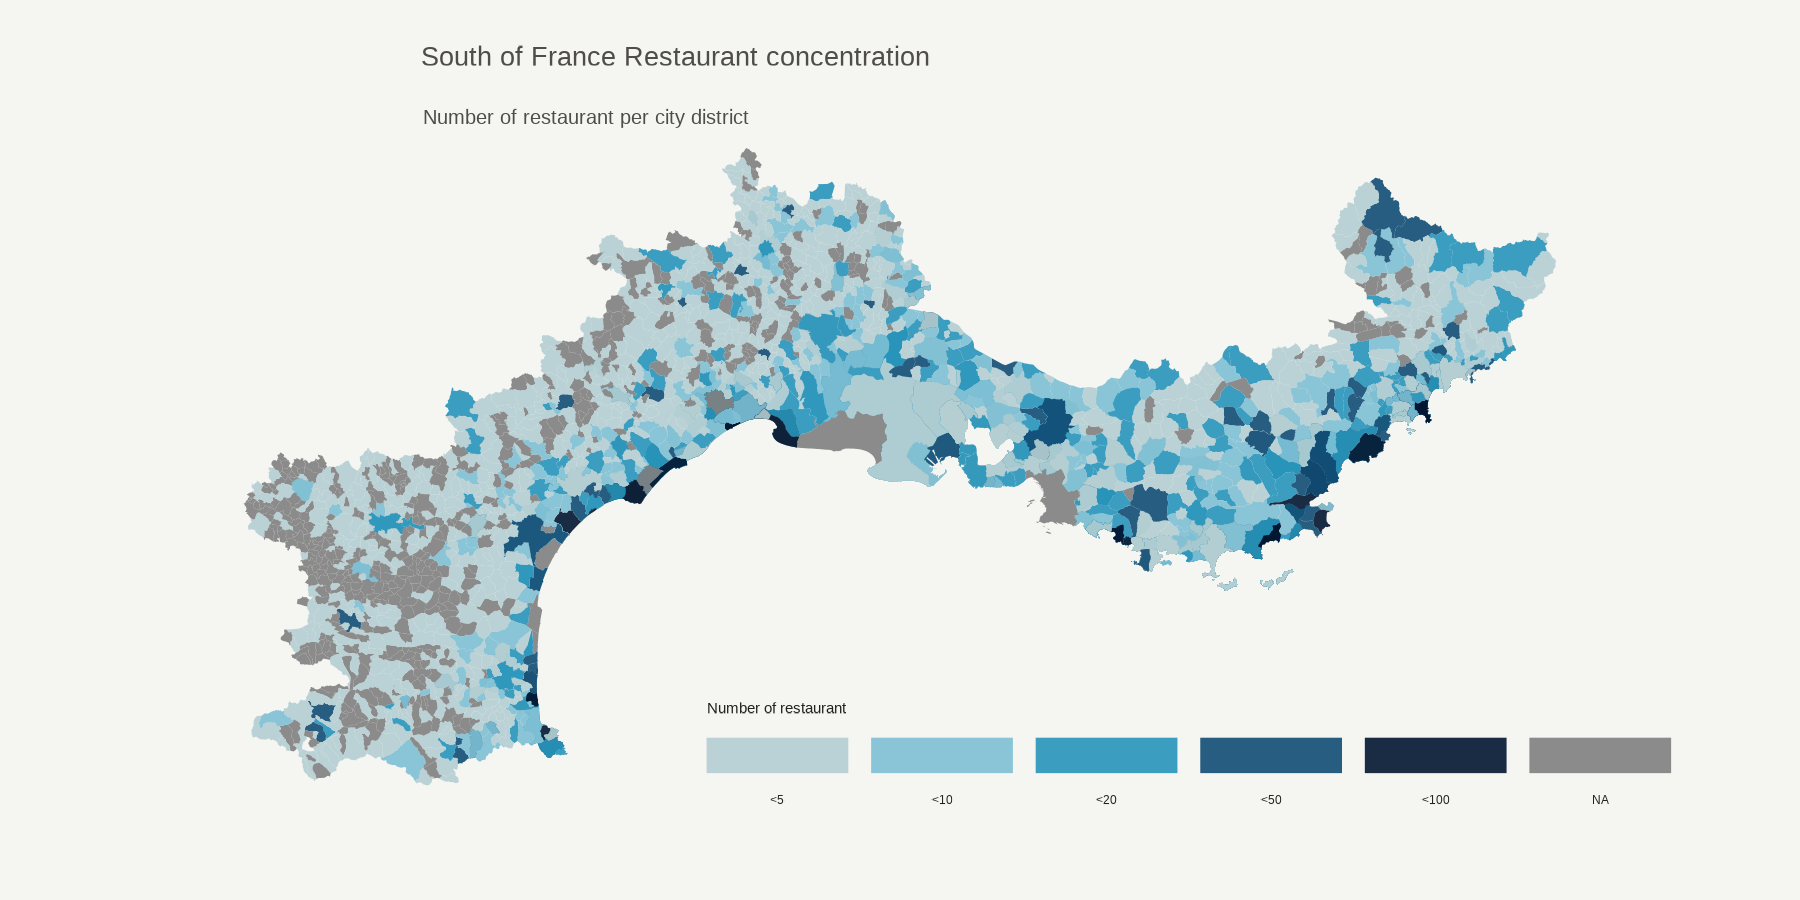 South of France Restaurant concentration
Number of restaurant per city district
Number of restaurant
<5
<10
<20
<50
<100
NA